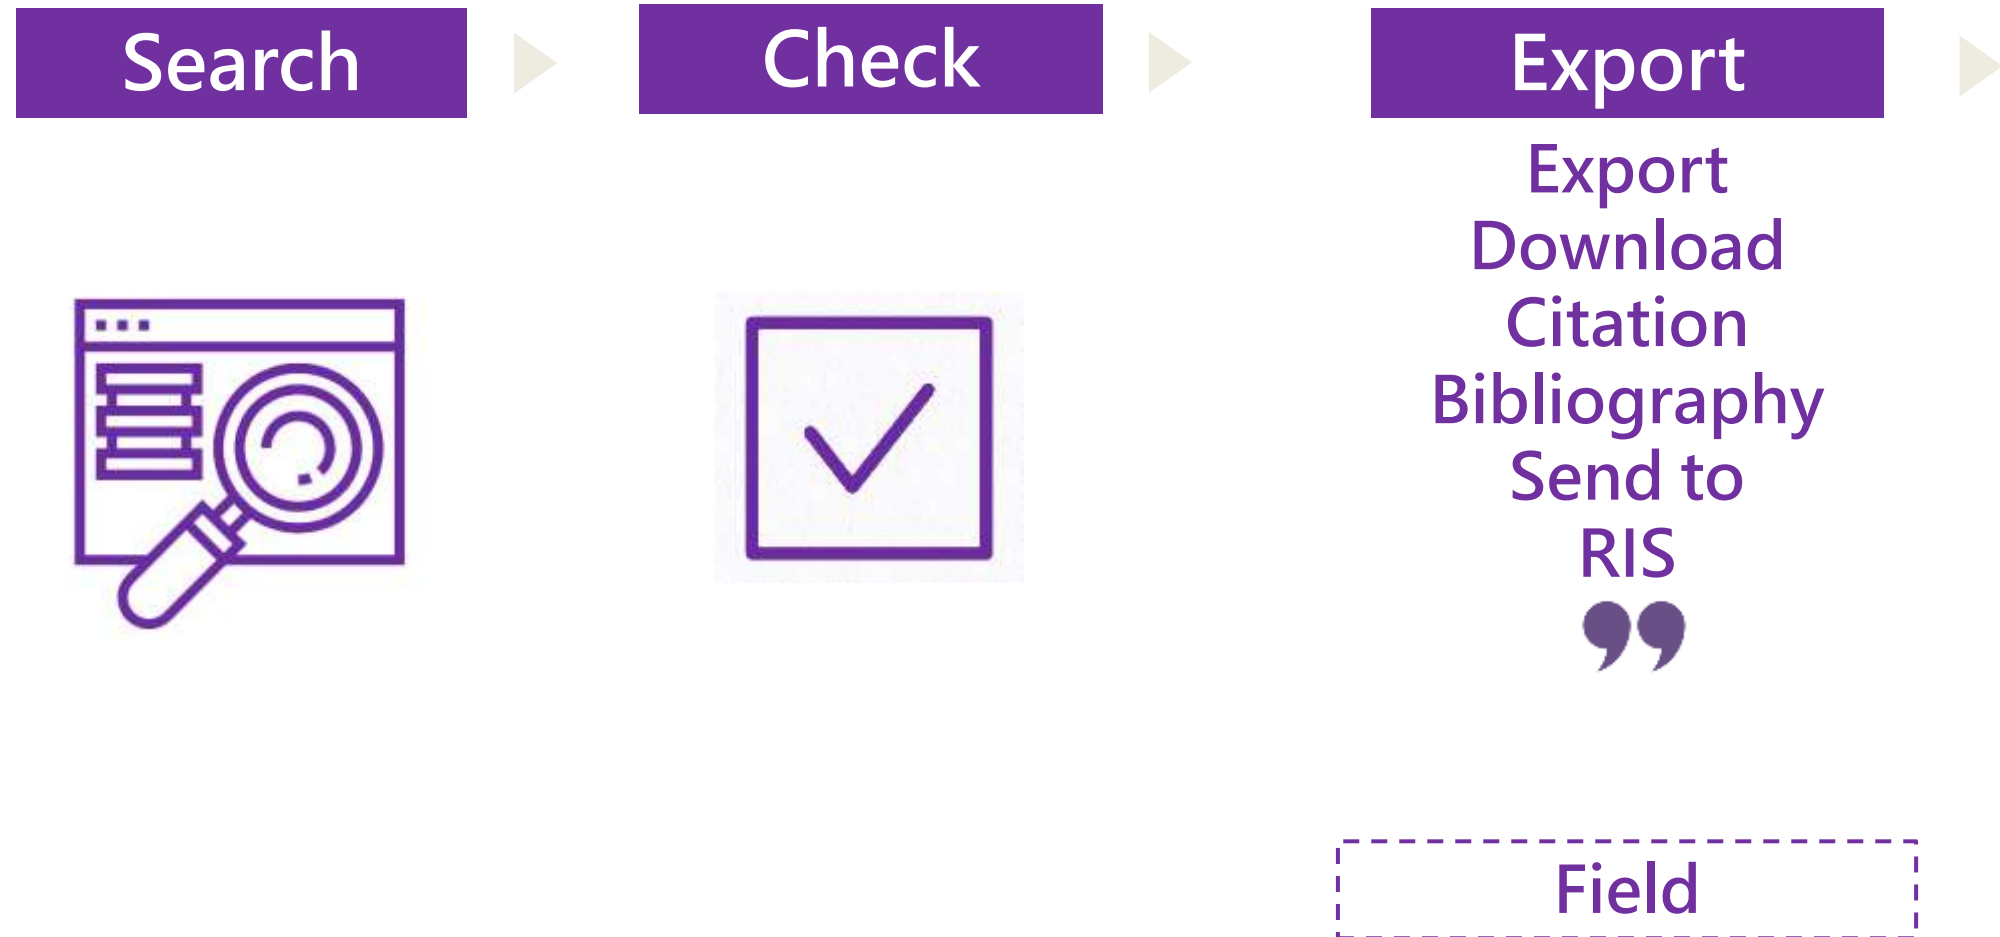 Search
Check
Export
Export
Download
Citation
Bibliography
Send to
RIS
”
Field